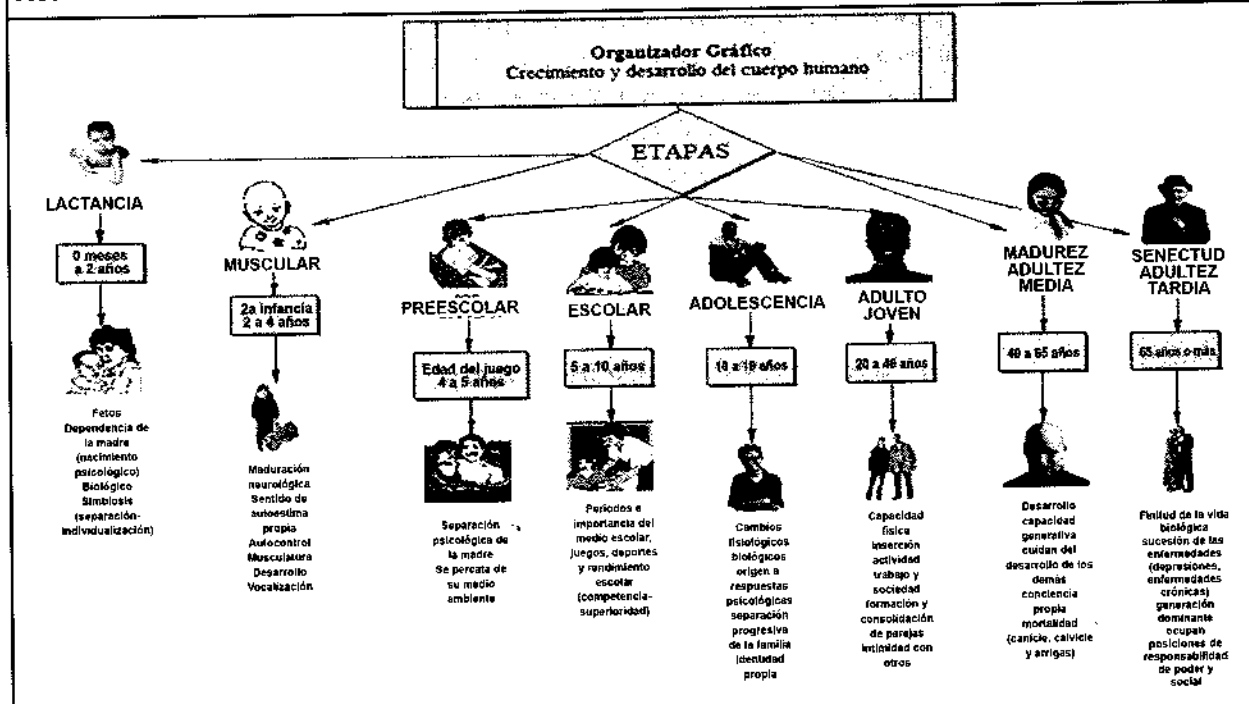 Organizador Gráfico
Crecimiento y desarrollo del cuerpo humano
ETAPAS
LACTANCIA
0 meses
a 2 años
Fetos
Dependencia de
la madre
(nacimiento
psicológico)
Biológico
Simbiosis
(separación-
individualización)
MUSCULAR
2a infancia
2 a 4 años
Maduración
neurológica
Sentido de
autoestima
propia
Autocontrol
Musculatura
Desarrollo
Vocalización
PREESCOLAR
Edad del juego
4 a 5 años
Separación
psicológica de
la madre
Se percata de
su medio
ambiente
ESCOLAR
5 a 10 años
Periodos e
importancia del
medio escolar,
juegos, deportes
y rendimiento
escolar
(competencia-
superioridad)
ADOLESCENCIA
10 a 19 años
Cambios
fisiológicos
biológicos
origen a
respuestas
psicológicas
separación
progresiva
de la familia
identidad
propia
ADULTO
JOVEN
20 a 40 años
Capacidad
física
inserción
actividad
trabajo y
sociedad
formación y
consolidación
de parejas
intimidad con
otros
MADUREZ
ADULTEZ
MEDIA
40 a 65 años
Desarrollo
capacidad
generativa
cuidan del
desarrollo de los
demás
conciencia
propia
mortalidad
(canicie, calvicie
y arrigas)
SENECTUD
ADULTEZ
TARDIA
65 años o más
Finitud de la vida
biológica
sucesión de las
enfermedades
(depresiones,
enfermedades
crónicas)
generación
dominante
ocupan
posiciones de
responsabilidad
de poder y
social